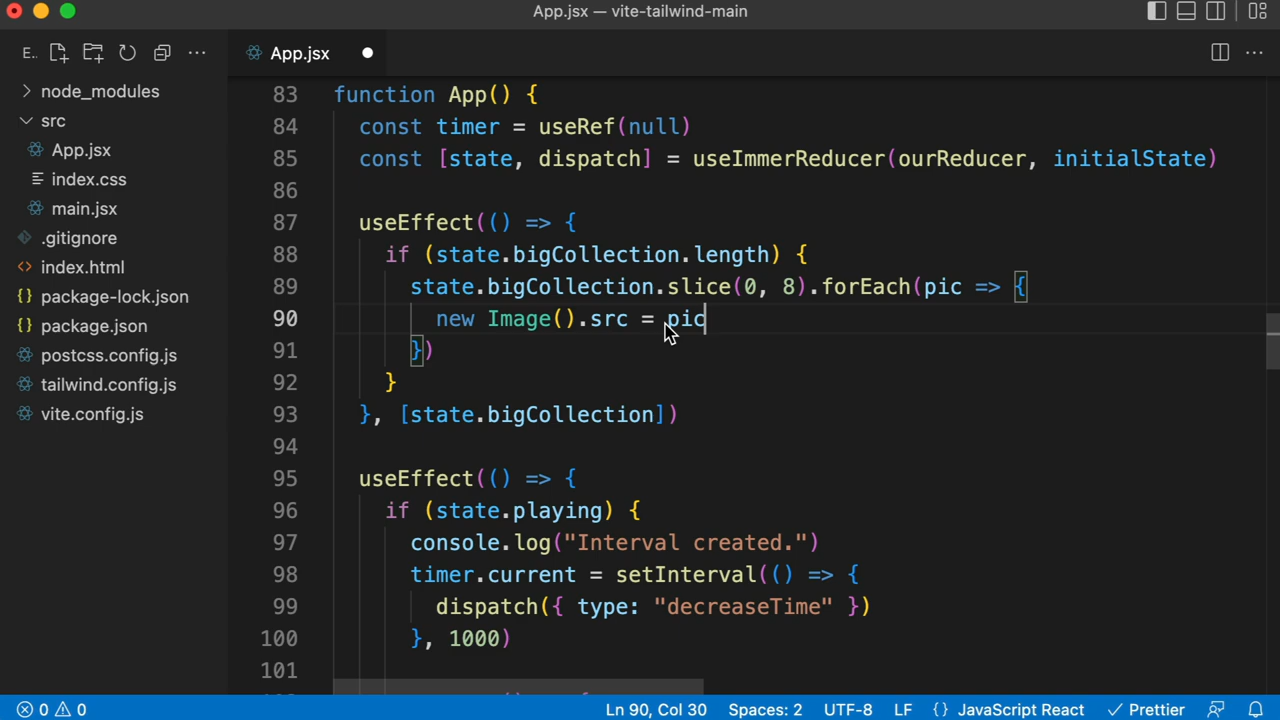 App.jsx — vite-tailwind-main
E..
App.jsx
node_modules
src
App.jsx
index.css
main.jsx
.gitignore
index.html
package-lock.json
package.json
postcss.config.js
tailwind.config.js
vite.config.js
83 function App() {
84 const timer = useRef(null)
85 const [state, dispatch] = useImmerReducer(ourReducer, initialState)
86
87 useEffect(() => {
88 if (state.bigCollection.length) {
89 state.bigCollection.slice(0, 8).forEach(pic => {
90 new Image().src = pic
91 })
92 }
93 }, [state.bigCollection])
94
95 useEffect(() => {
96 if (state.playing) {
97 console.log("Interval created.")
98 timer.current = setInterval(() => {
99 dispatch({ type: "decreaseTime" })
100 }, 1000)
101
0 0 Ln 90, Col 30 Spaces: 2 UTF-8 LF {} JavaScript React Prettier